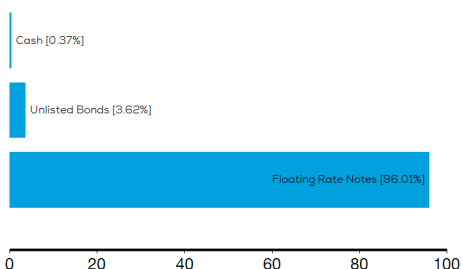 Cash [0.37%]
Unlisted Bonds [3.62%]
Floating Rate Notes [96.01%]
0 20 40 60 80 100